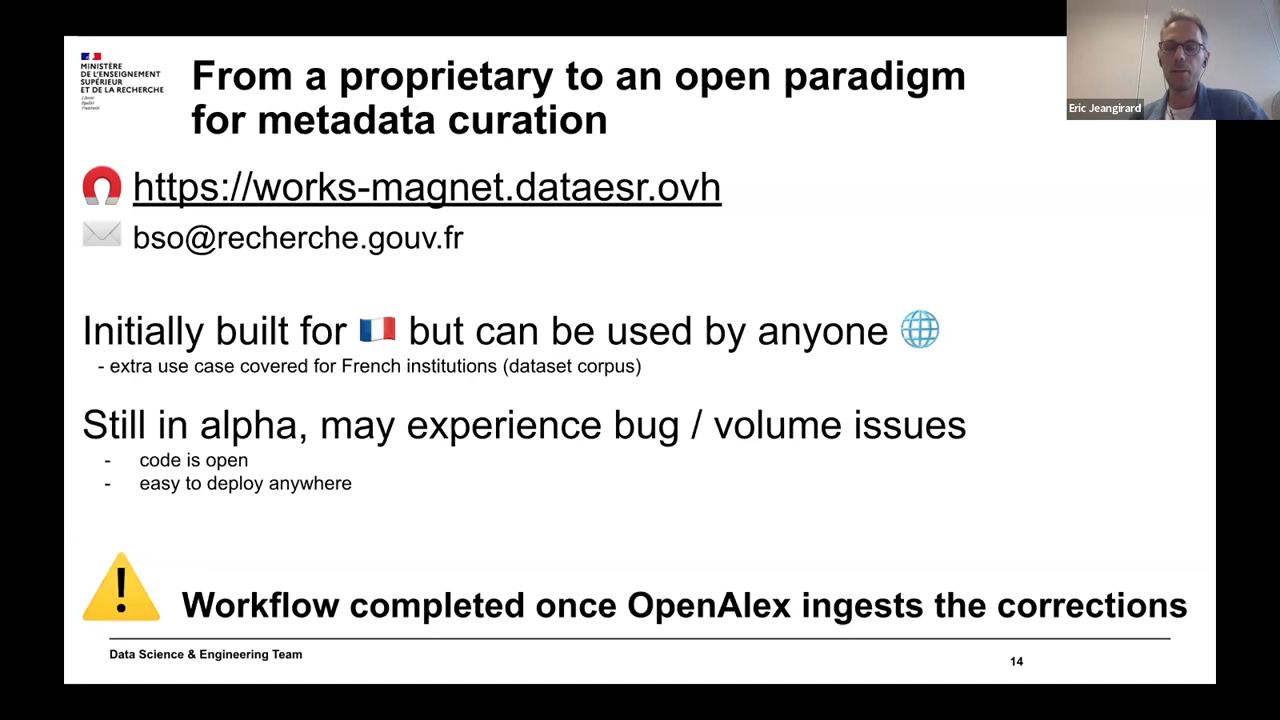 MINISTÈRE
DE L'ENSEIGNEMENT
SUPÉRIEUR
ET DE LA RECHERCHE
Liberté
Égalité
Fraternité
From a proprietary to an open paradigm
for metadata curation
Eric Jeangirard
https://works-magnet.dataesr.ovh
bso@recherche.gouv.fr
Initially built for 🇫🇷 but can be used by anyone 🌐
- extra use case covered for French institutions (dataset corpus)
Still in alpha, may experience bug / volume issues
- code is open
- easy to deploy anywhere
Workflow completed once OpenAlex ingests the corrections
Data Science & Engineering Team
14